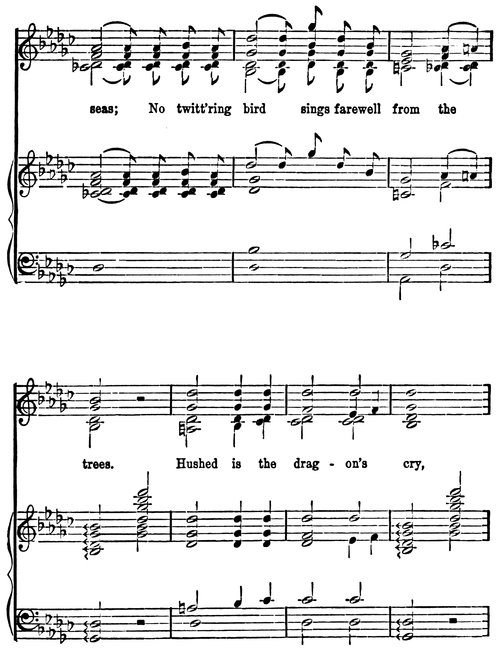 seas; No twitt'ring bird sings farewell from the
trees. Hushed is the drag - on's cry,